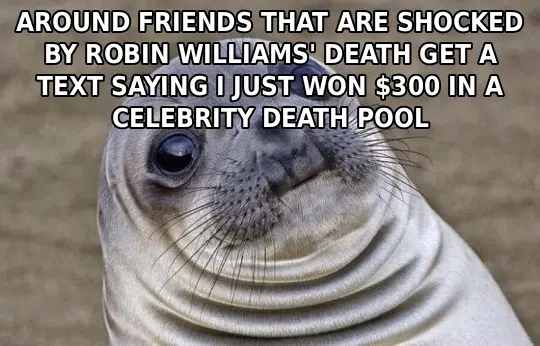 AROUND FRIENDS THAT ARE SHOCKED
BY ROBIN WILLIAMS' DEATH GET A
TEXT SAYING I JUST WON $300 IN A
CELEBRITY DEATH POOL